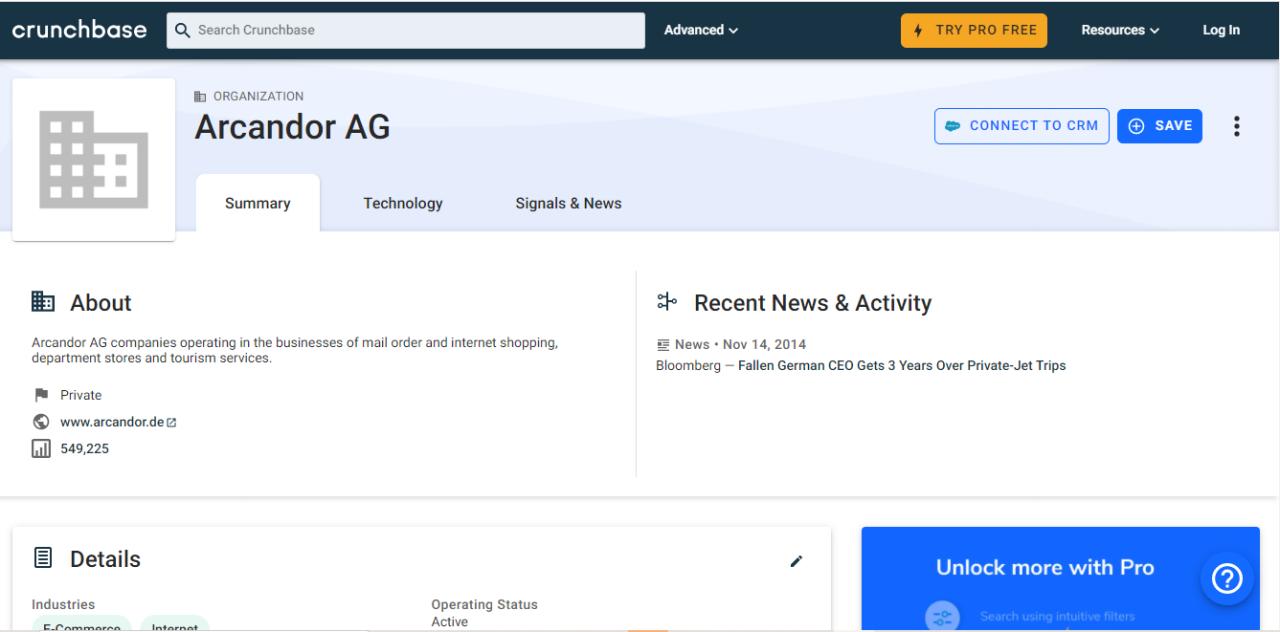 crunchbase
Search Crunchbase
Advanced
TRY PRO FREE
Resources
Log In
ORGANIZATION
Arcandor AG
CONNECT TO CRM
SAVE
Summary
Technology
Signals & News
About
Arcandor AG companies operating in the businesses of mail order and internet shopping,
department stores and tourism services.
Private
www.arcandor.de
549,225
Recent News & Activity
News • Nov 14, 2014
Bloomberg — Fallen German CEO Gets 3 Years Over Private-Jet Trips
Details
Industries
E-Commerce
Internet
Operating Status
Active
Unlock more with Pro
Search using intuitive filters